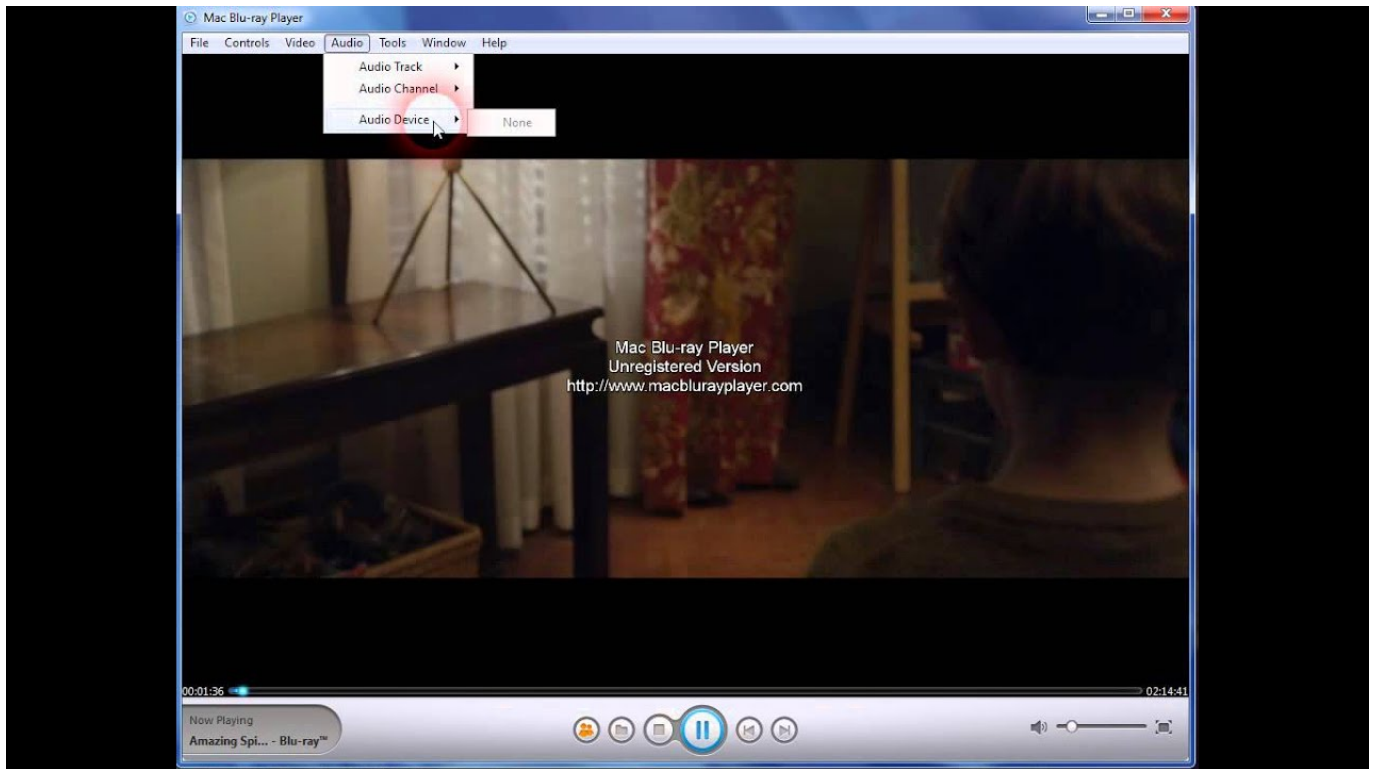 Mac Blu-ray Player
File Controls Video Audio Tools Window Help
Audio Track
Audio Channel
Audio Device
None
Mac Blu-ray Player
Unregistered Version
http://www.macblurayplayer.com
00:01:36
02:14:41
Now Playing
Amazing Spi... - Blu-ray™